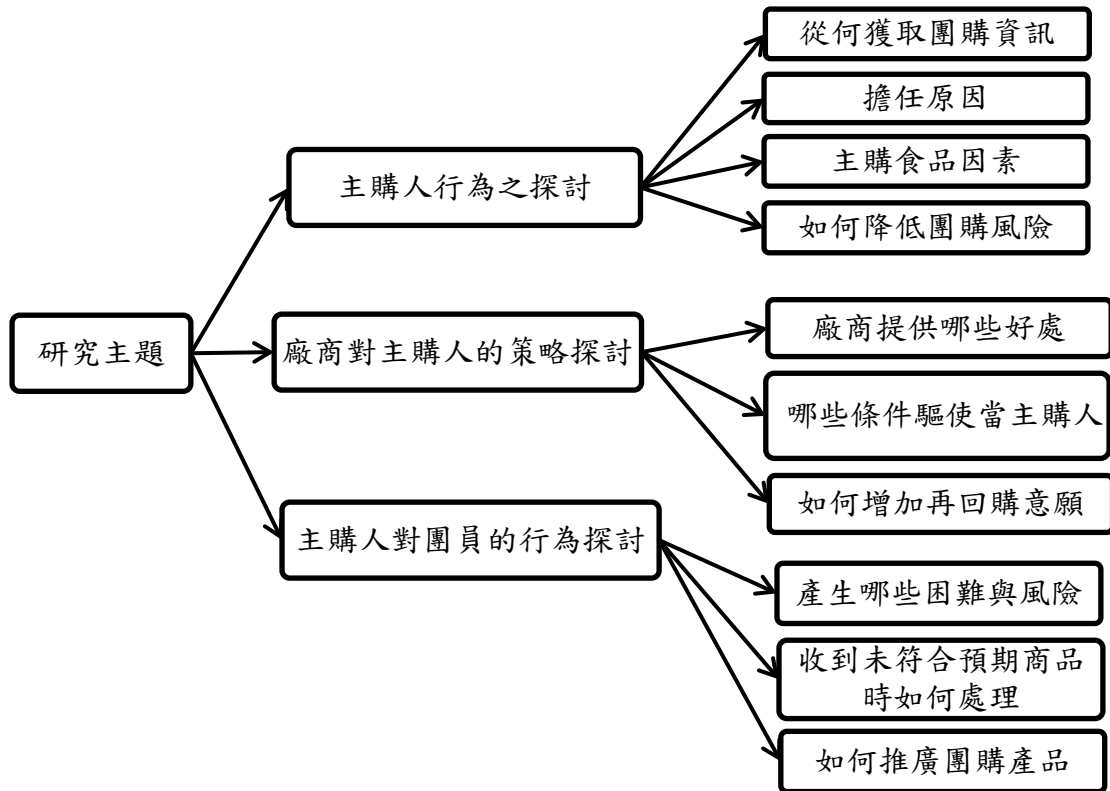 研究主題
主購人行為之探討
從何獲取團購資訊
擔任原因
主購食品因素
如何降低團購風險
廠商對主購人的策略探討
廠商提供哪些好處
哪些條件驅使當主購人
如何增加再回購意願
主購人對團員的行為探討
產生哪些困難與風險
收到未符合預期商品
時如何處理
如何推廣團購產品